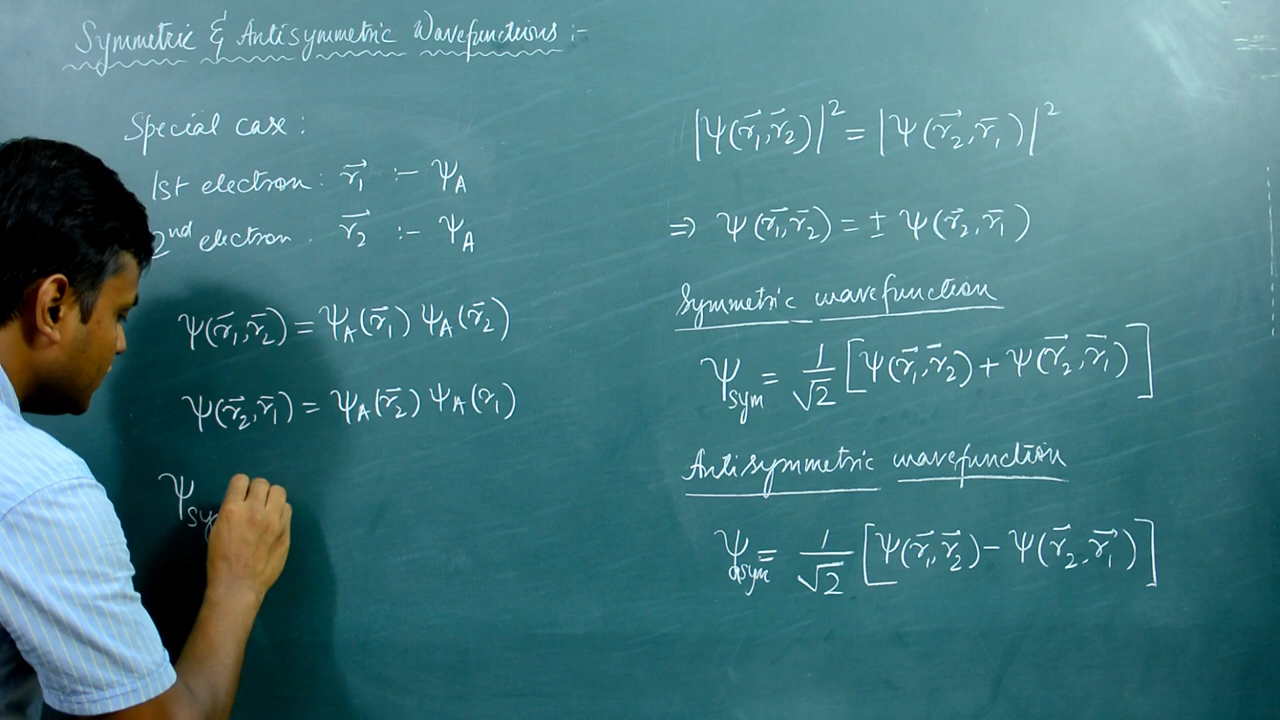 Symmetric & Antisymmetric Wavefunctions :-
Special case :
1st electron : r⃗₁ :- Ψ_A
2nd electron . r⃗₂ :- Ψ_A
Ψ(r⃗₁, r⃗₂) = Ψ_A(r⃗₁) Ψ_A(r⃗₂)
Ψ(r⃗₂, r⃗₁) = Ψ_A(r⃗₂) Ψ_A(r₁)
Ψ_sy
|Ψ(r⃗₁, r⃗₂)|² = |Ψ(r⃗₂, r⃗₁)|²
⇒ Ψ(r⃗₁, r⃗₂) = ± Ψ(r⃗₂, r⃗₁)
Symmetric wavefunction
Ψ_sym = 1/√2 [Ψ(r⃗₁, r⃗₂) + Ψ(r⃗₂, r⃗₁)]
Antisymmetric wavefunction
Ψ_asym = 1/√2 [Ψ(r⃗₁, r⃗₂) − Ψ(r⃗₂, r⃗₁)]